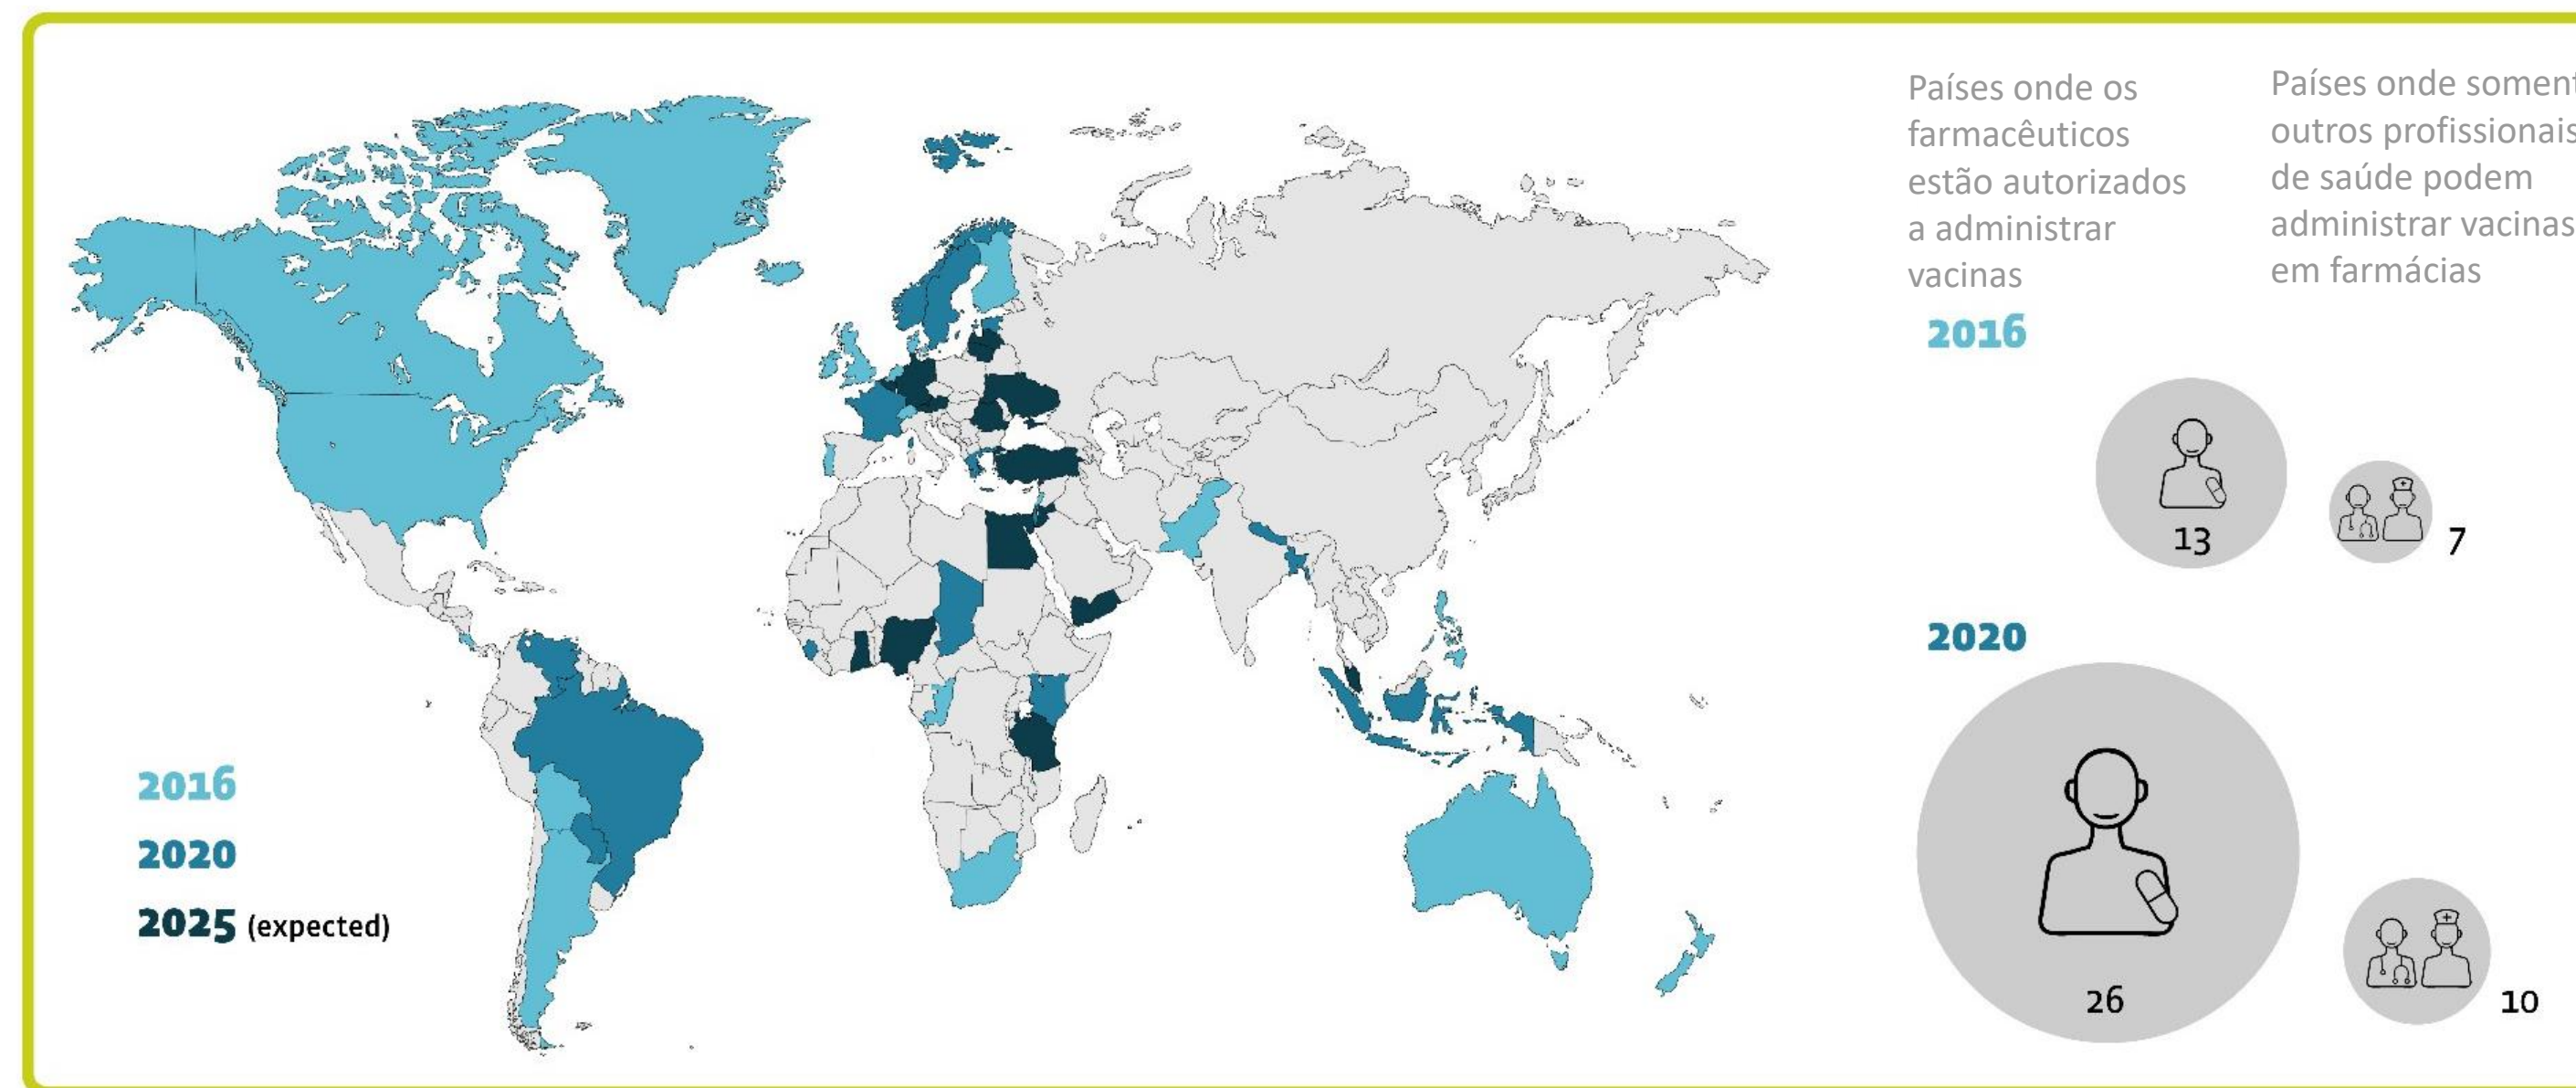 Países onde os
farmacêuticos
estão autorizados
a administrar
vacinas
Países onde soment
outros profissionais
de saúde podem
administrar vacinas
em farmácias
2016
13
7
2020
26
10
2016
2020
2025 (expected)